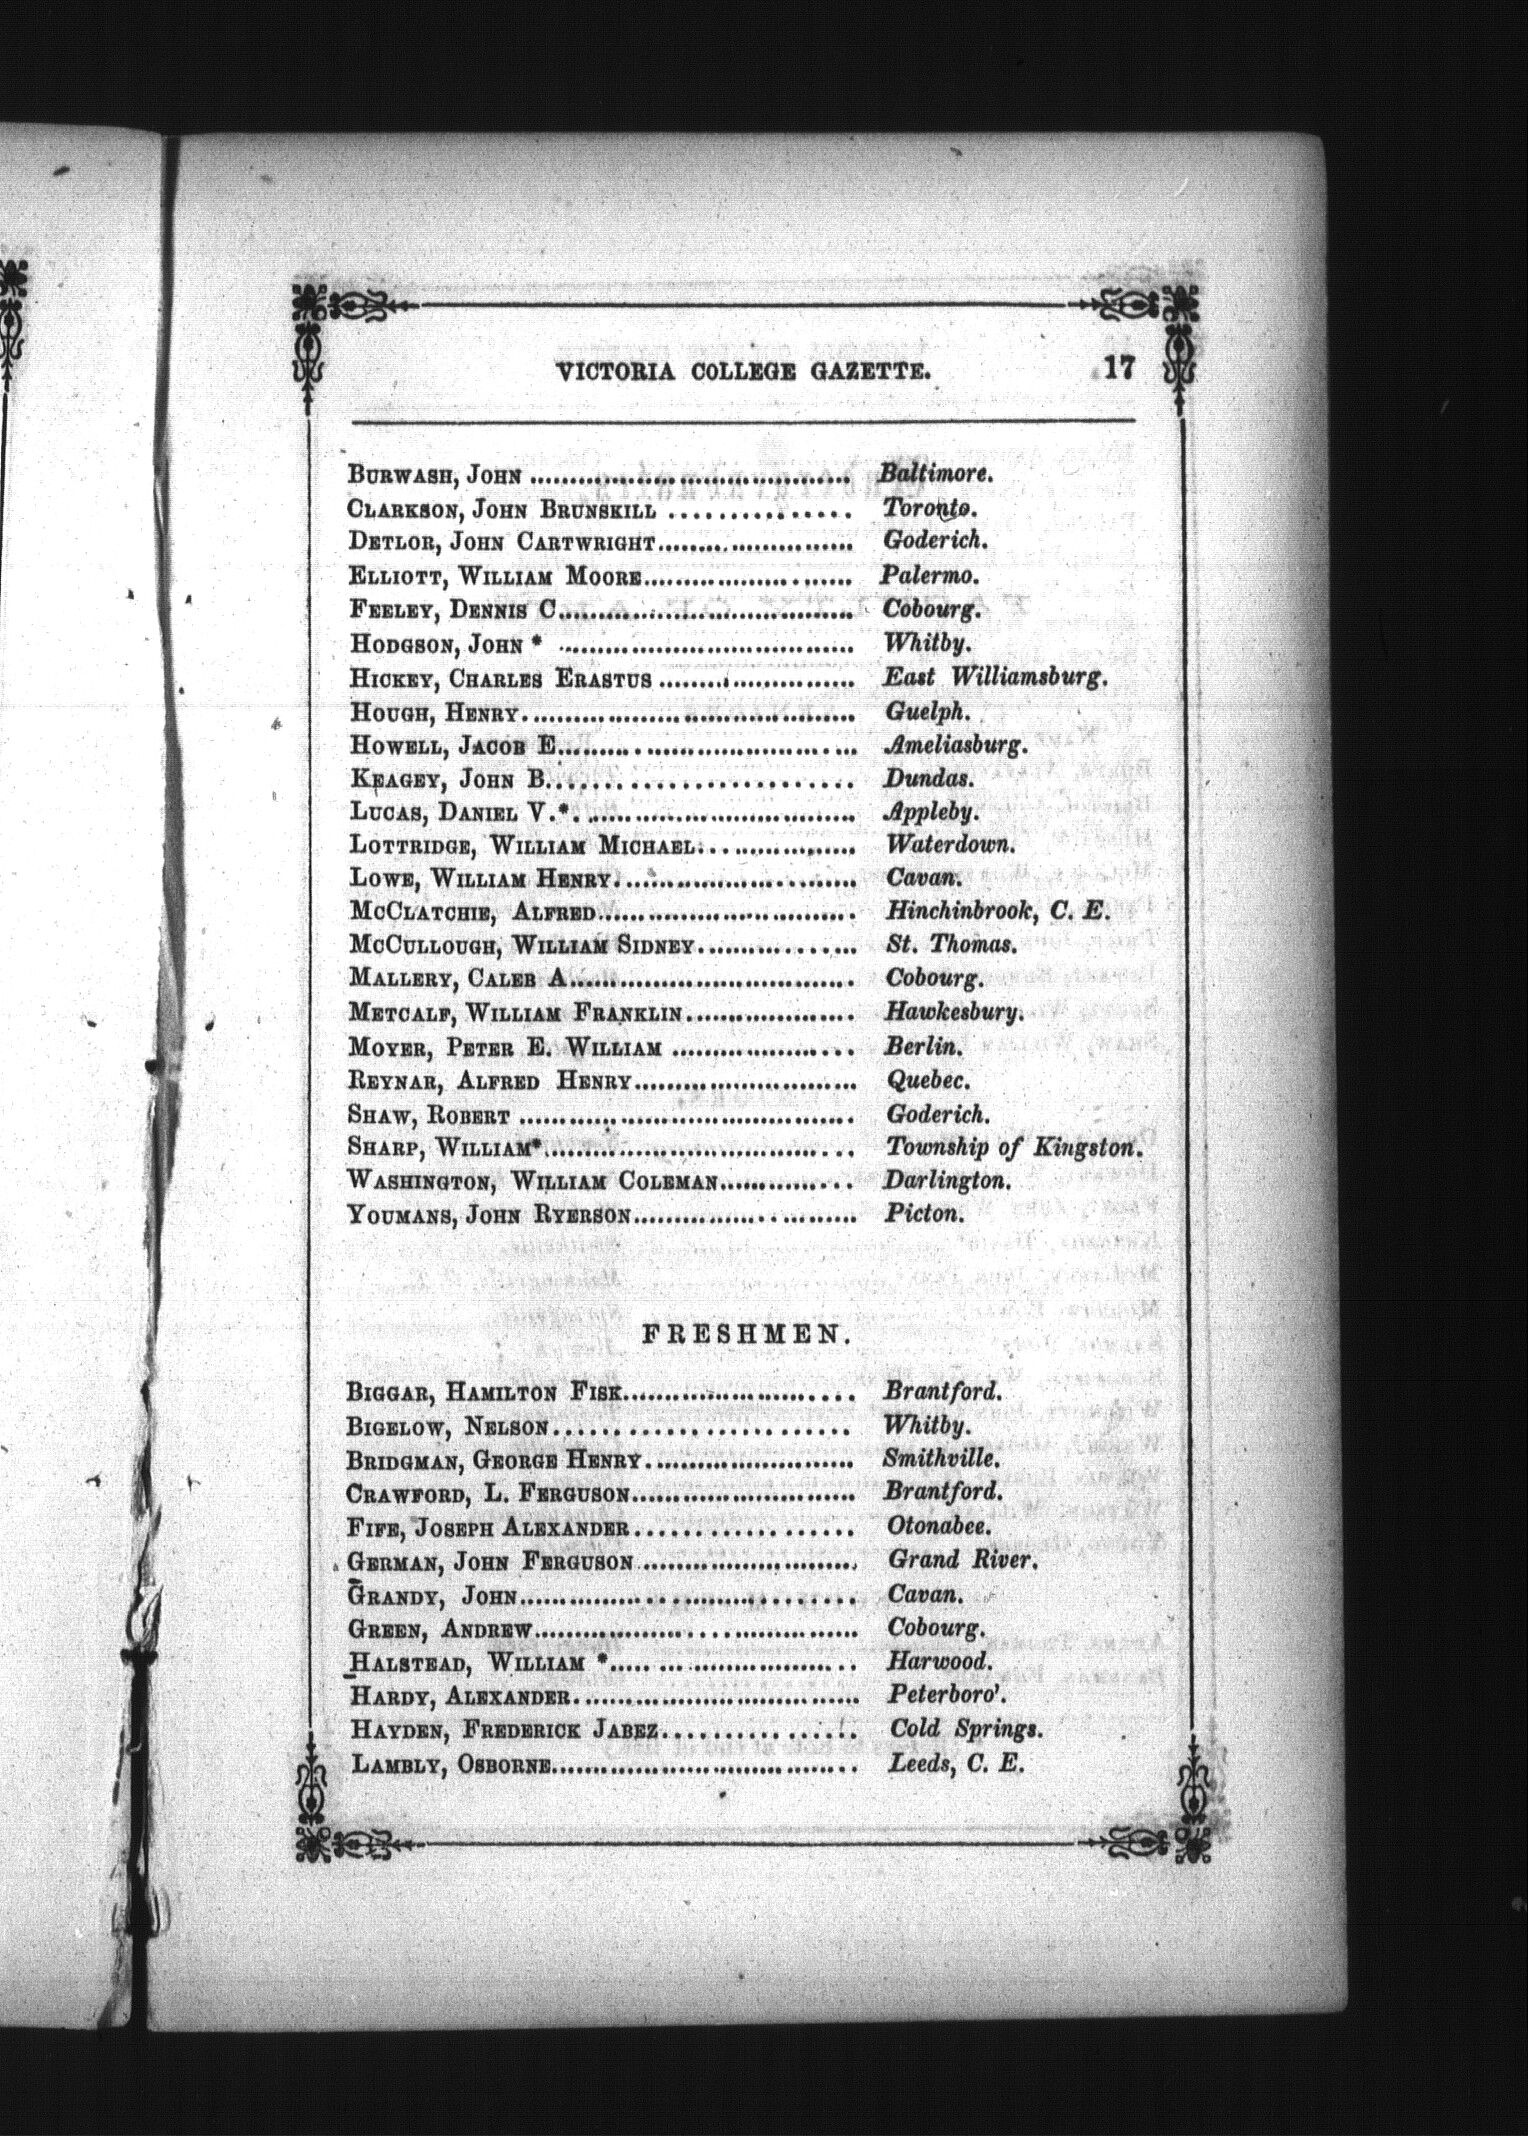 VICTORIA COLLEGE GAZETTE. 17
BURWASH, JOHN ........................ Baltimore.
CLARKSON, JOHN BRUNSKILL ............... Toronto.
DETLOR, JOHN CARTWRIGHT................ Goderich.
ELLIOTT, WILLIAM MOORE................ Palermo.
FEELEY, DENNIS C........................ Cobourg.
HODGSON, JOHN * ........................ Whitby.
HICKEY, CHARLES ERASTUS ................ East Williamsburg.
HOUGH, HENRY........................ Guelph.
HOWELL, JACOB E........................ Ameliasburg.
KEAGEY, JOHN B........................ Dundas.
LUCAS, DANIEL V.*........................ Appleby.
LOTTRIDGE, WILLIAM MICHAEL............... Waterdown.
LOWE, WILLIAM HENRY.................... Cavan.
McCLATCHIE, ALFRED.................... Hinchinbrook, C. E.
McCULLOUGH, WILLIAM SIDNEY............... St. Thomas.
MALLERY, CALEB A........................ Cobourg.
METCALF, WILLIAM FRANKLIN................ Hawkesbury.
MOYER, PETER E. WILLIAM ................ Berlin.
REYNAR, ALFRED HENRY.................... Quebec.
SHAW, ROBERT ........................ Goderich.
SHARP, WILLIAM*........................ Township of Kingston.
WASHINGTON, WILLIAM COLEMAN............. Darlington.
YOUMANS, JOHN RYERSON.................... Picton.
FRESHMEN.
BIGGAR, HAMILTON FISK.................... Brantford.
BIGELOW, NELSON........................ Whitby.
BRIDGMAN, GEORGE HENRY.................... Smithville.
CRAWFORD, L. FERGUSON.................... Brantford.
FIFE, JOSEPH ALEXANDER.................. Otonabee.
GERMAN, JOHN FERGUSON.................... Grand River.
GRANDY, JOHN........................ Cavan.
GREEN, ANDREW........................ Cobourg.
HALSTEAD, WILLIAM *.................... Harwood.
HARDY, ALEXANDER........................ Peterboro'.
HAYDEN, FREDERICK JABEZ................ Cold Springs.
LAMBLY, OSBORNE........................ Leeds, C. E.